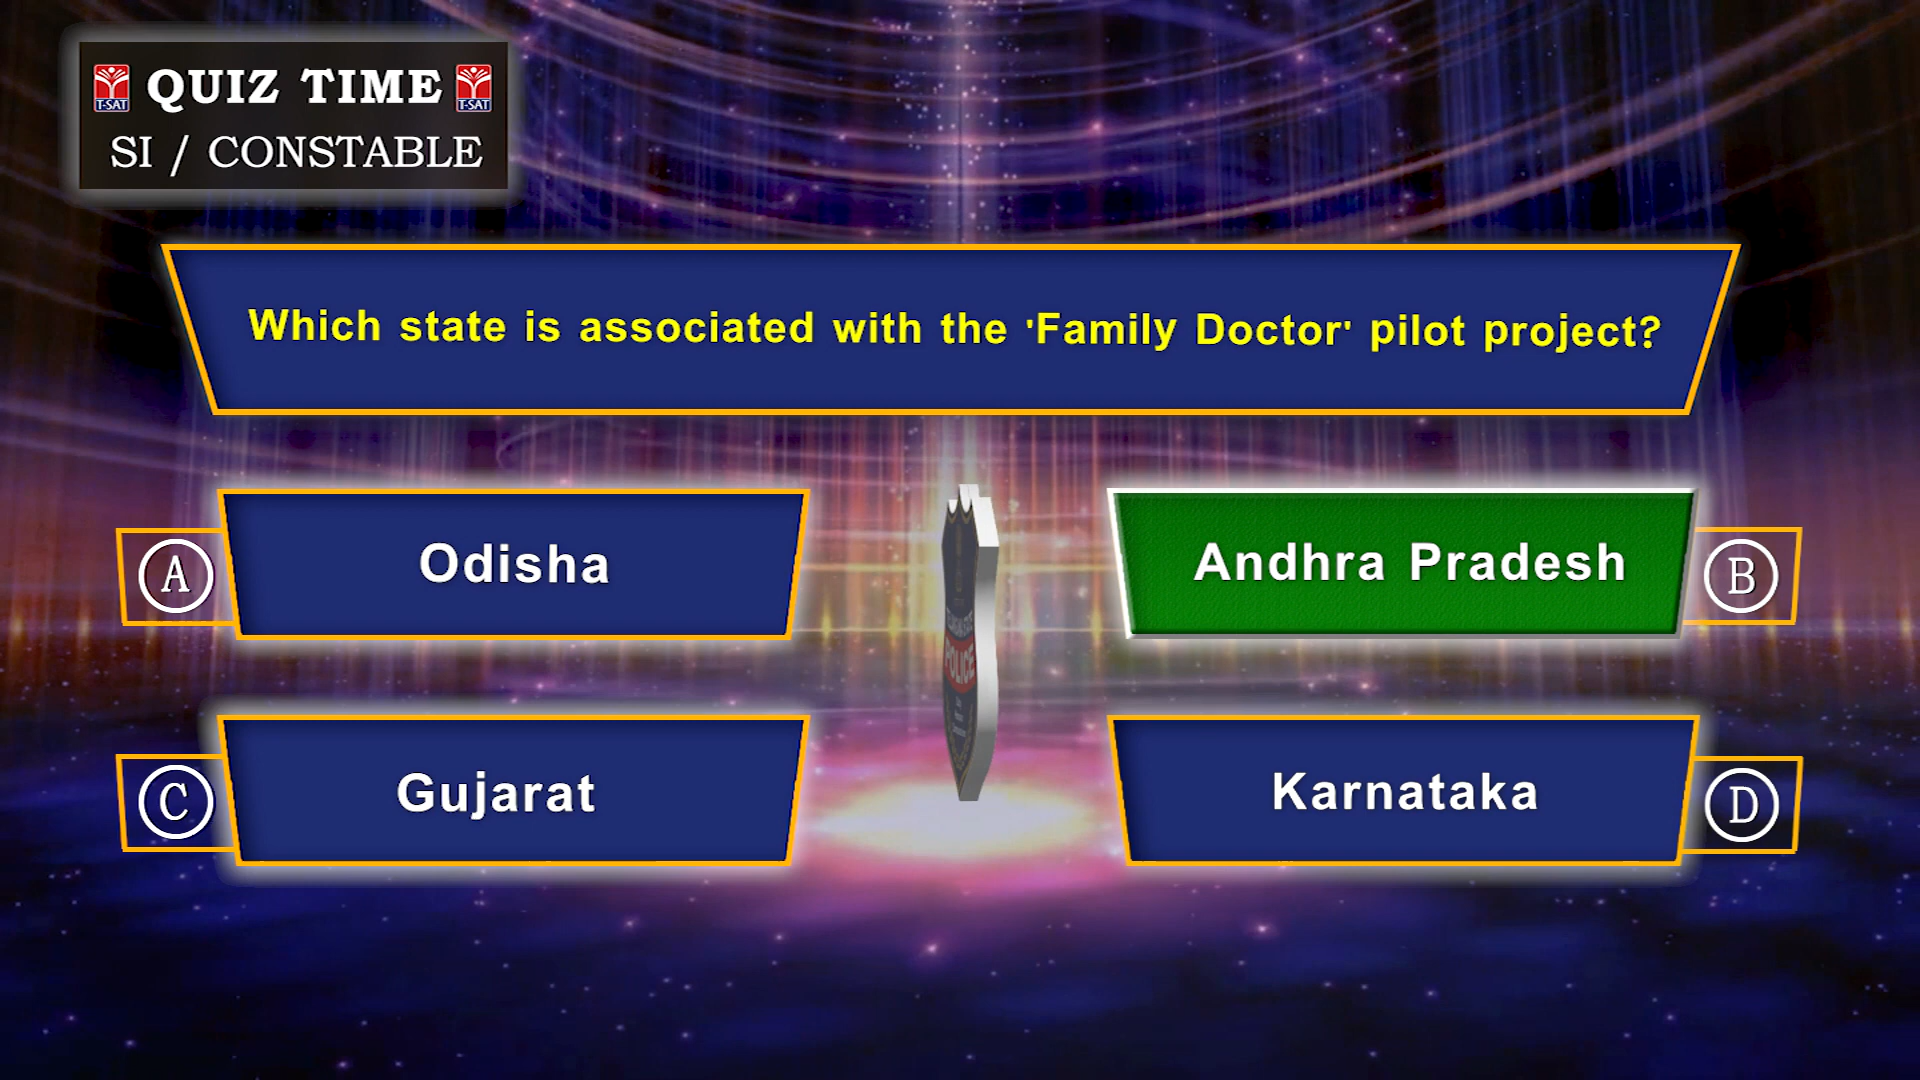 QUIZ TIME
T-SAT
T-SAT
SI / CONSTABLE
Which state is associated with the 'Family Doctor' pilot project?
A
Odisha
Andhra Pradesh
B
POLICE
C
Gujarat
Karnataka
D